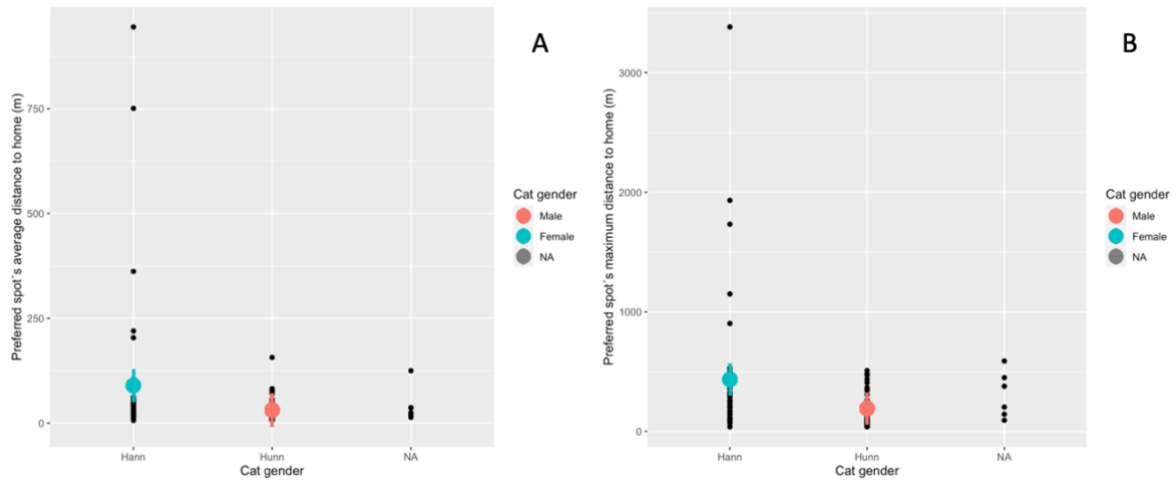 A
Preferred spot´s average distance to home (m)
750
500
250
0
Hann
Hunn
NA
Cat gender
Cat gender
Male
Female
NA
B
Preferred spot´s maximum distance to home (m)
3000
2000
1000
0
Hann
Hunn
NA
Cat gender
Cat gender
Male
Female
NA